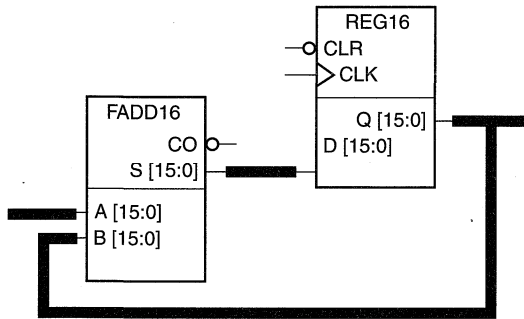 REG16
CLR
CLK
Q [15:0]
D [15:0]
FADD16
CO
S [15:0]
A [15:0]
B [15:0]